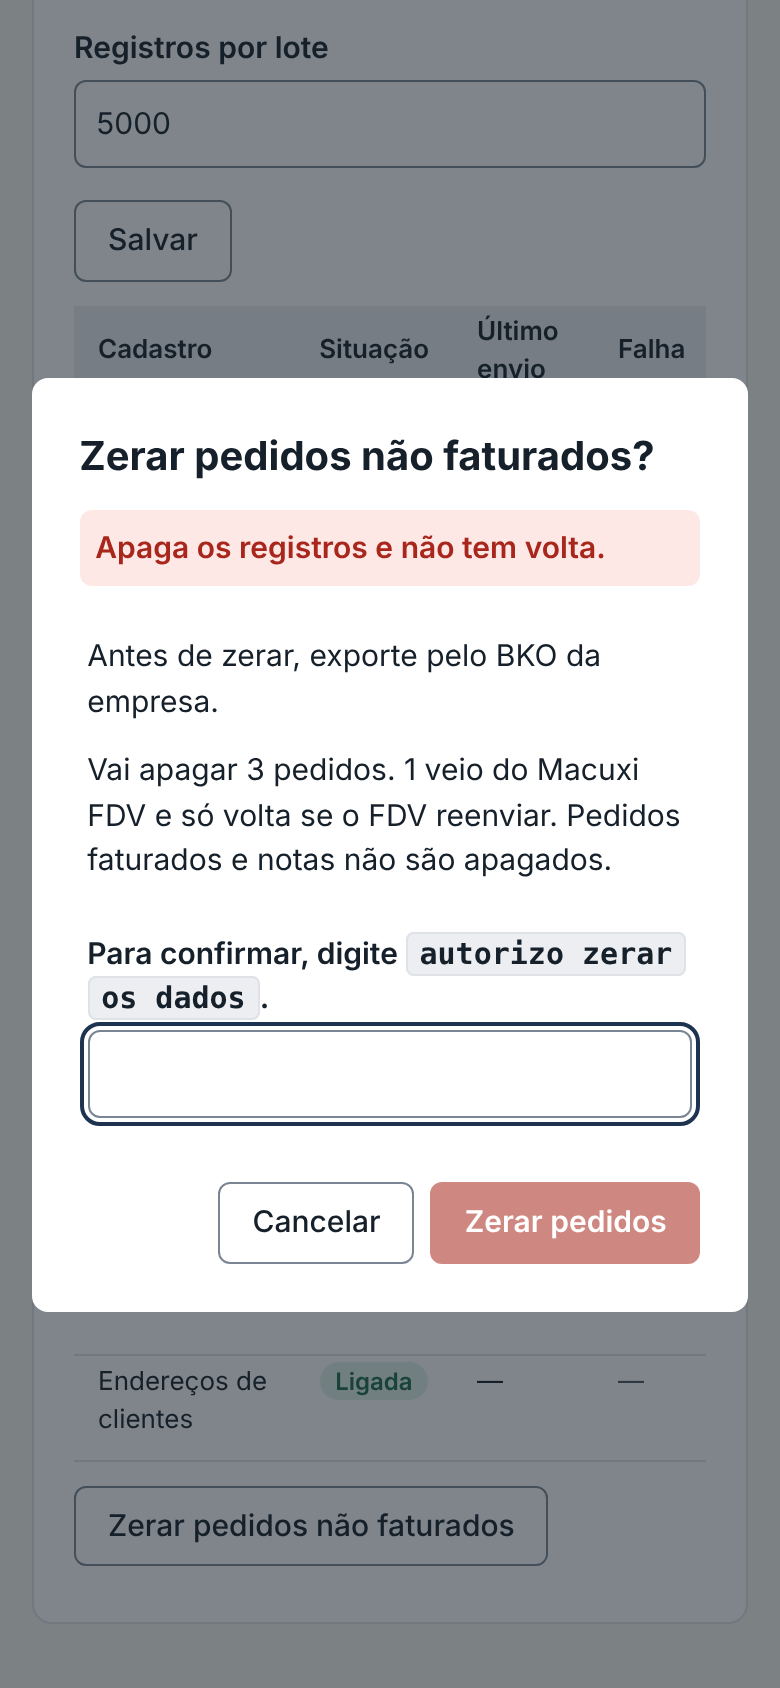 Registros por lote
5000
Salvar
Cadastro Situação Último envio Falha
Zerar pedidos não faturados?
Apaga os registros e não tem volta.
Antes de zerar, exporte pelo BKO da
empresa.
Vai apagar 3 pedidos. 1 veio do Macuxi
FDV e só volta se o FDV reenviar. Pedidos
faturados e notas não são apagados.
Para confirmar, digite autorizo zerar
os dados.
Cancelar Zerar pedidos
Endereços de Ligada — —
clientes
Zerar pedidos não faturados